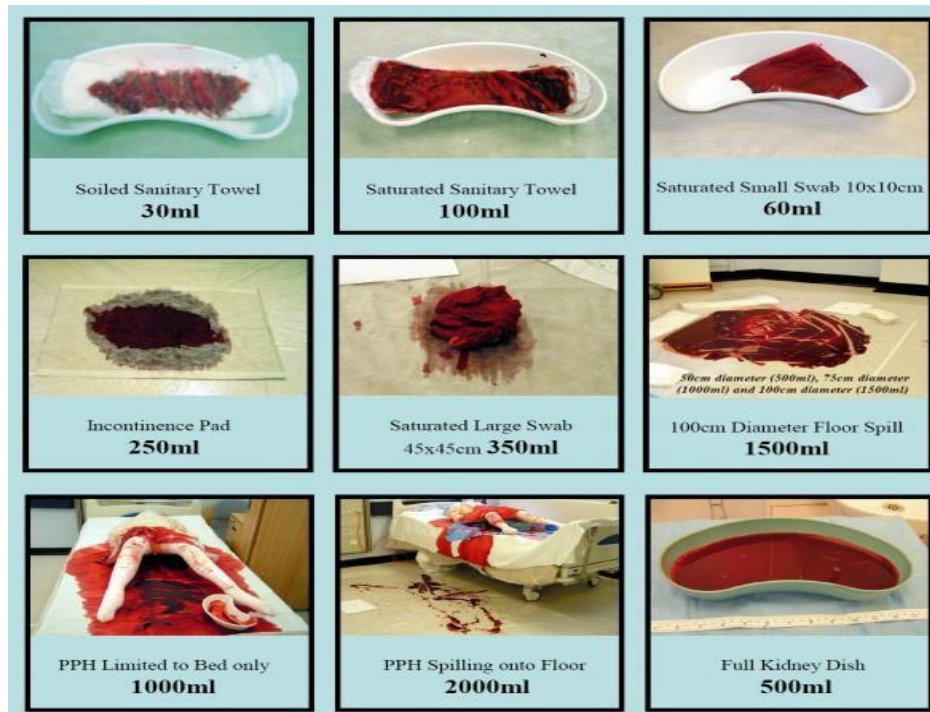 Soiled Sanitary Towel
30ml
Saturated Sanitary Towel
100ml
Saturated Small Swab 10x10cm
60ml
Incontinence Pad
250ml
Saturated Large Swab
45x45cm 350ml
50cm diameter (500ml), 75cm diameter
(1000ml) and 100cm diameter (1500ml)
100cm Diameter Floor Spill
1500ml
PPH Limited to Bed only
1000ml
PPH Spilling onto Floor
2000ml
Full Kidney Dish
500ml